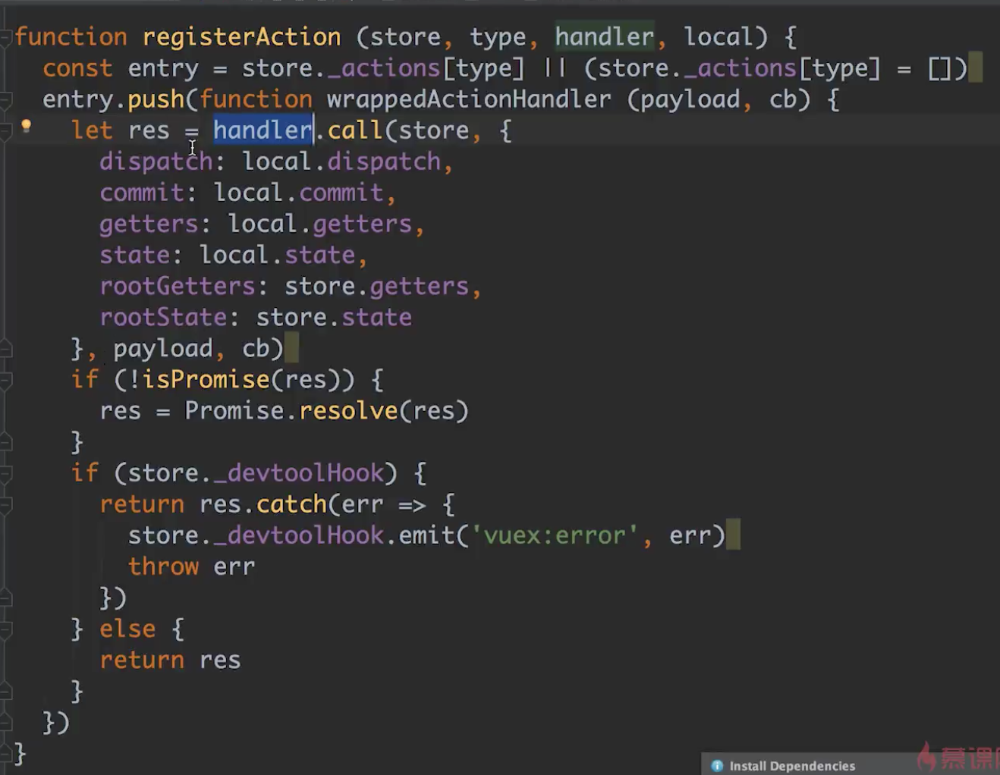 function registerAction (store, type, handler, local) {
  const entry = store._actions[type] || (store._actions[type] = [])
  entry.push(function wrappedActionHandler (payload, cb) {
    let res = handler.call(store, {
      dispatch: local.dispatch,
      commit: local.commit,
      getters: local.getters,
      state: local.state,
      rootGetters: store.getters,
      rootState: store.state
    }, payload, cb)
    if (!isPromise(res)) {
      res = Promise.resolve(res)
    }
    if (store._devtoolHook) {
      return res.catch(err => {
        store._devtoolHook.emit('vuex:error', err)
        throw err
      })
    } else {
      return res
    }
  })
}
Install Dependencies
慕课